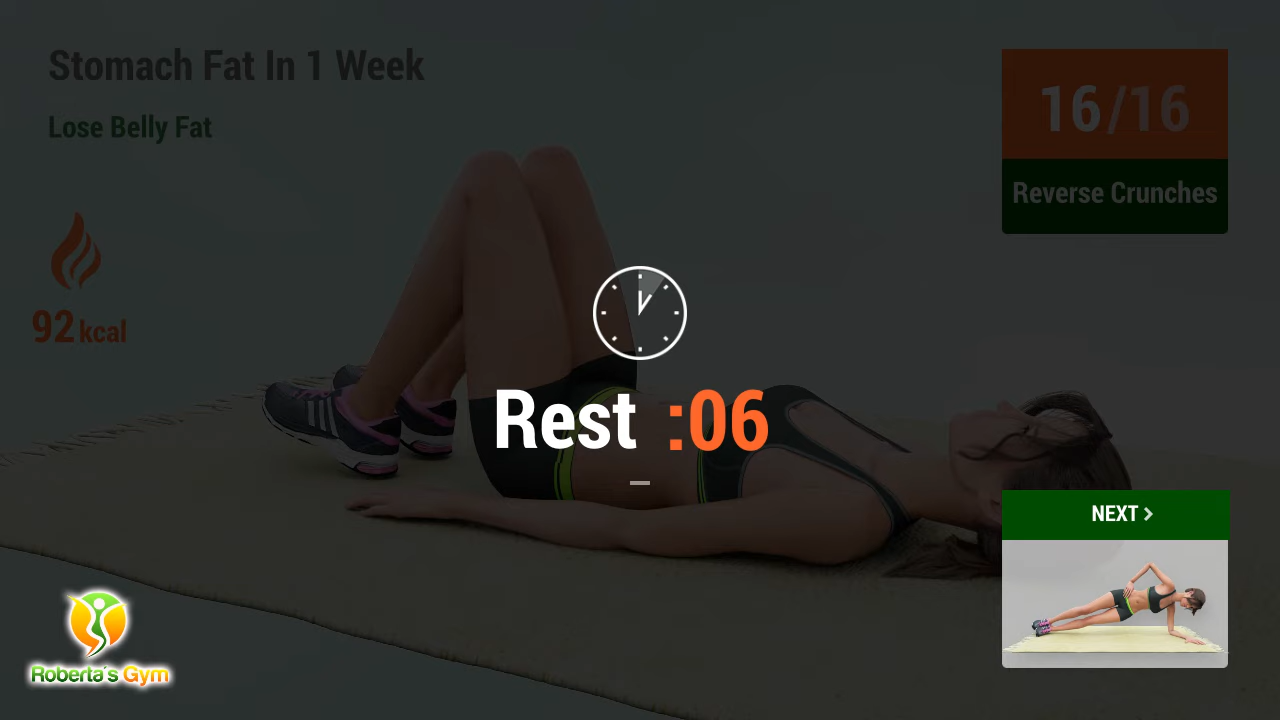 Stomach Fat In 1 Week
Lose Belly Fat
16/16
Reverse Crunches
92 kcal
Rest :06
NEXT >
Roberta's Gym